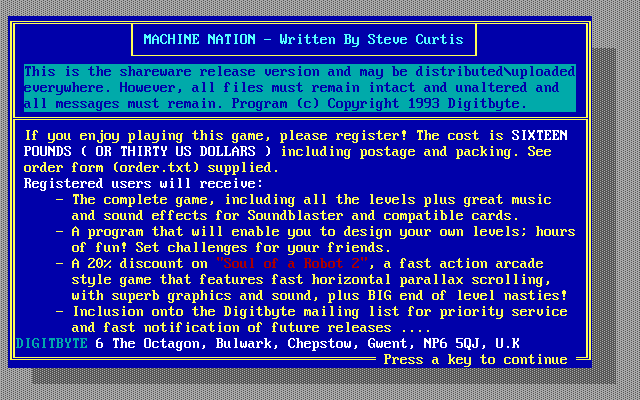 MACHINE NATION - Written By Steve Curtis
This is the shareware release version and may be distributed\uploaded
everywhere. However, all files must remain intact and unaltered and
all messages must remain. Program (c) Copyright 1993 Digitbyte.
If you enjoy playing this game, please register! The cost is SIXTEEN
POUNDS ( OR THIRTY US DOLLARS ) including postage and packing. See
order form (order.txt) supplied.
Registered users will receive:
- The complete game, including all the levels plus great music
and sound effects for Soundblaster and compatible cards.
- A program that will enable you to design your own levels; hours
of fun! Set challenges for your friends.
- A 20% discount on "Soul of a Robot 2", a fast action arcade
style game that features fast horizontal parallax scrolling,
with superb graphics and sound, plus BIG end of level nasties!
- Inclusion onto the Digitbyte mailing list for priority service
and fast notification of future releases ....
DIGITBYTE 6 The Octagon, Bulwark, Chepstow, Gwent, NP6 5QJ, U.K
Press a key to continue